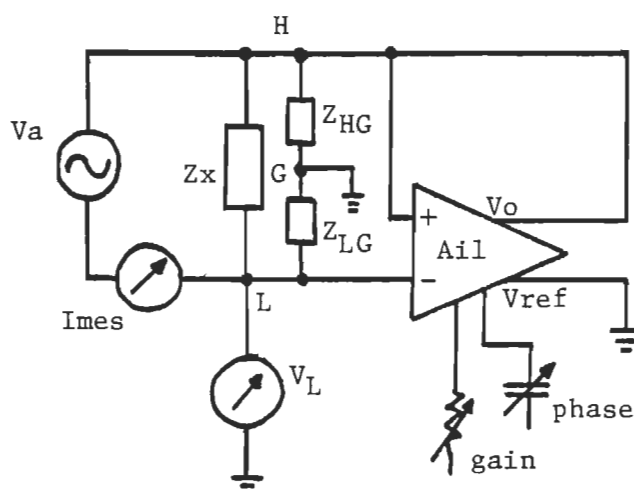 H
Va
Zx
Z_HG
G
Z_LG
+
Vo
Ail
-
Vref
L
Imes
V_L
phase
gain